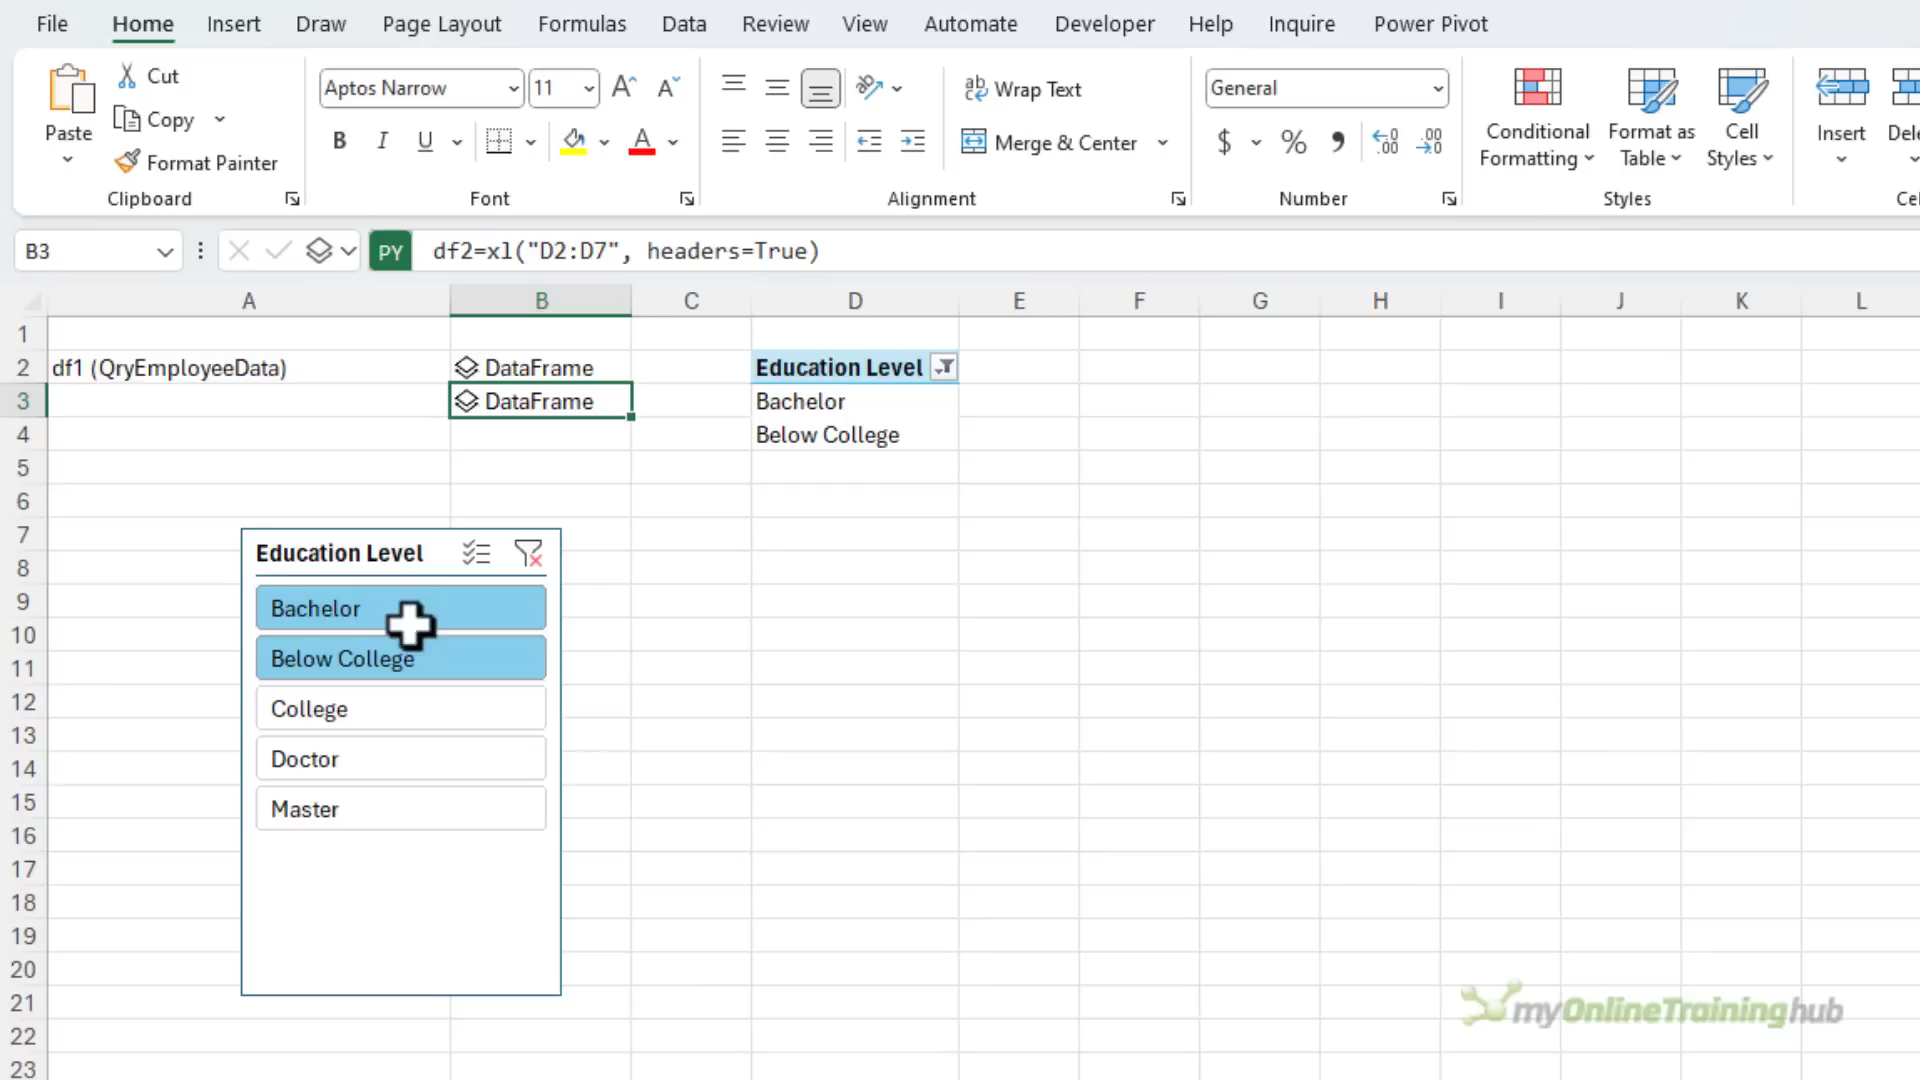 File Home Insert Draw Page Layout Formulas Data Review View Automate Developer Help Inquire Power Pivot
Paste
Cut
Copy
Format Painter
Clipboard
Aptos Narrow 11
B I U
Font
Wrap Text
Merge & Center
Alignment
General
$ % 9
Number
Conditional Formatting
Format as Table
Cell Styles
Styles
Insert
B3 PY df2=xl("D2:D7", headers=True)
A B C D E F G H I J K L
1
2 df1 (QryEmployeeData) DataFrame Education Level
3 DataFrame Bachelor
4 Below College
5
6
7
8 Education Level
9 Bachelor
10
11 Below College
12 College
13
14 Doctor
15 Master
16
17
18
19
20
21
22
23
myOnlineTraininghub